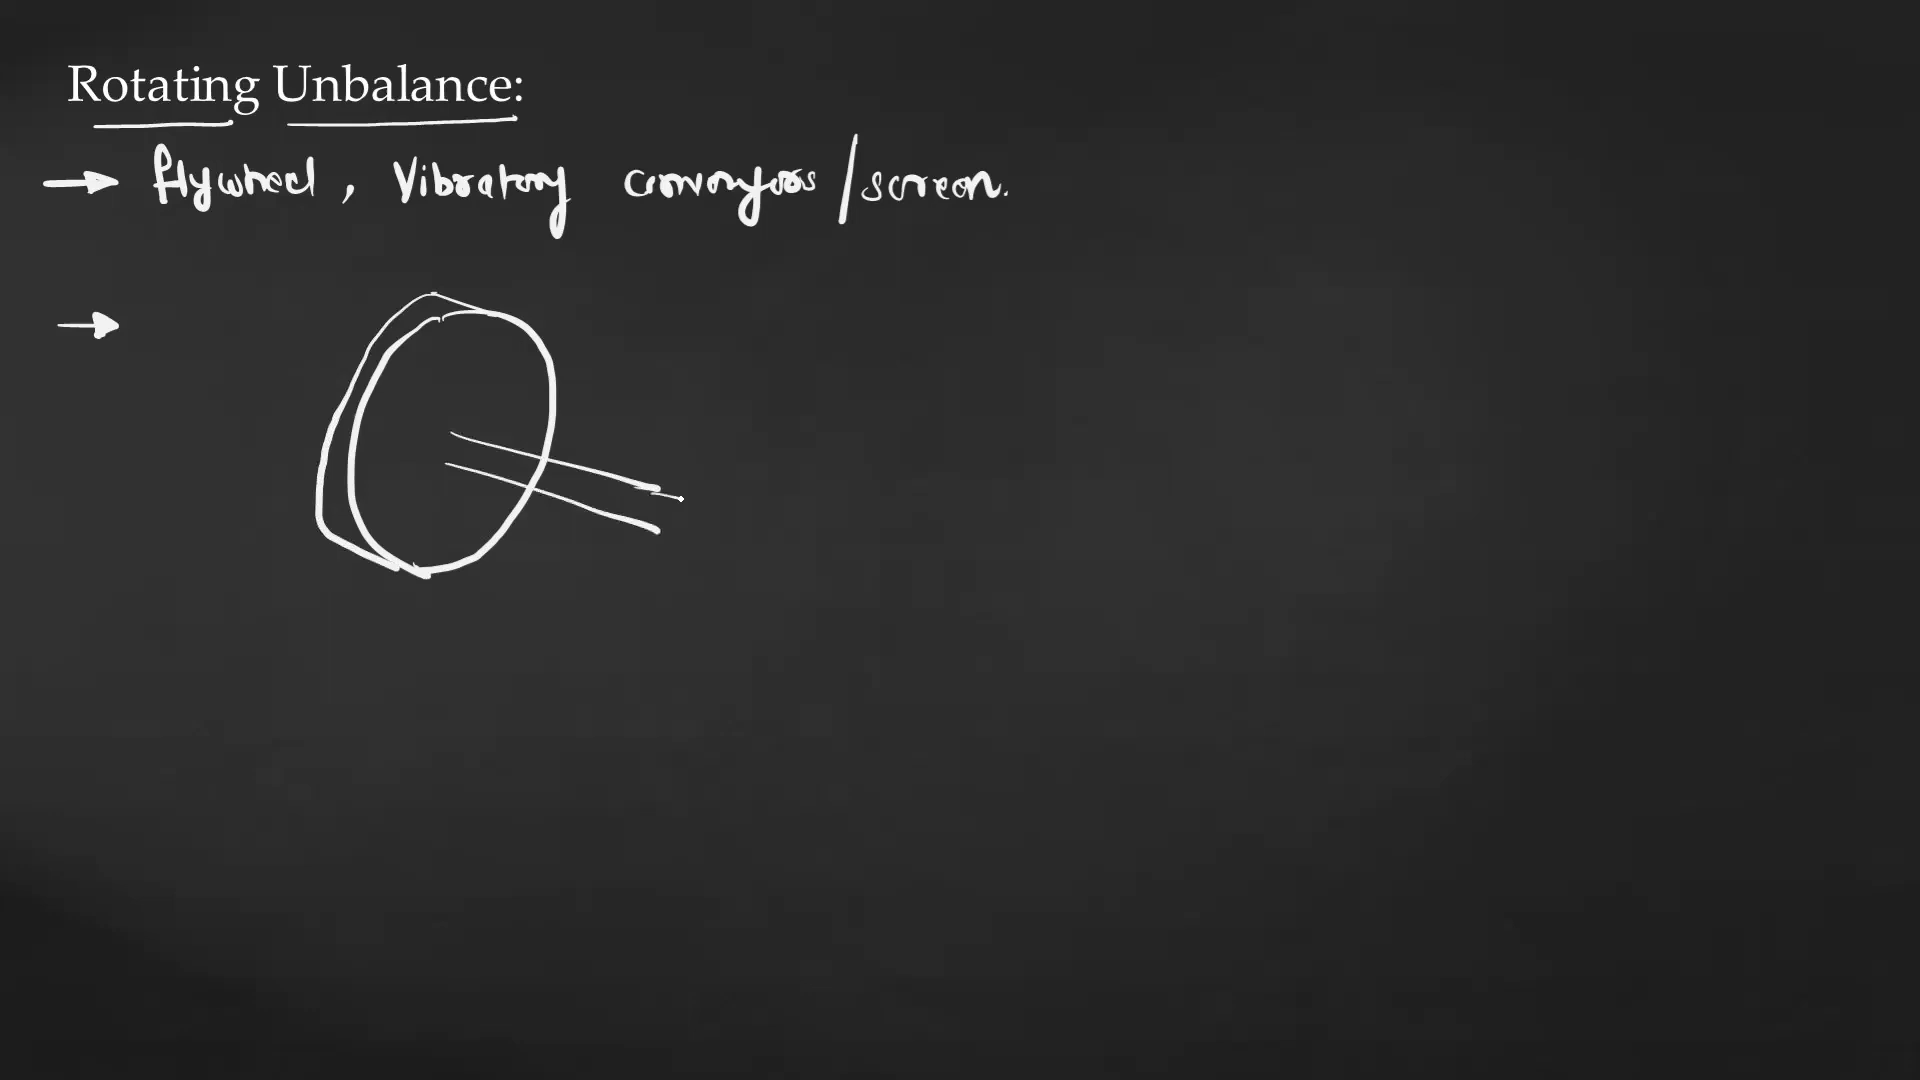 Rotating Unbalance:
→ flywheel, Vibratory conveyors/screen.
→